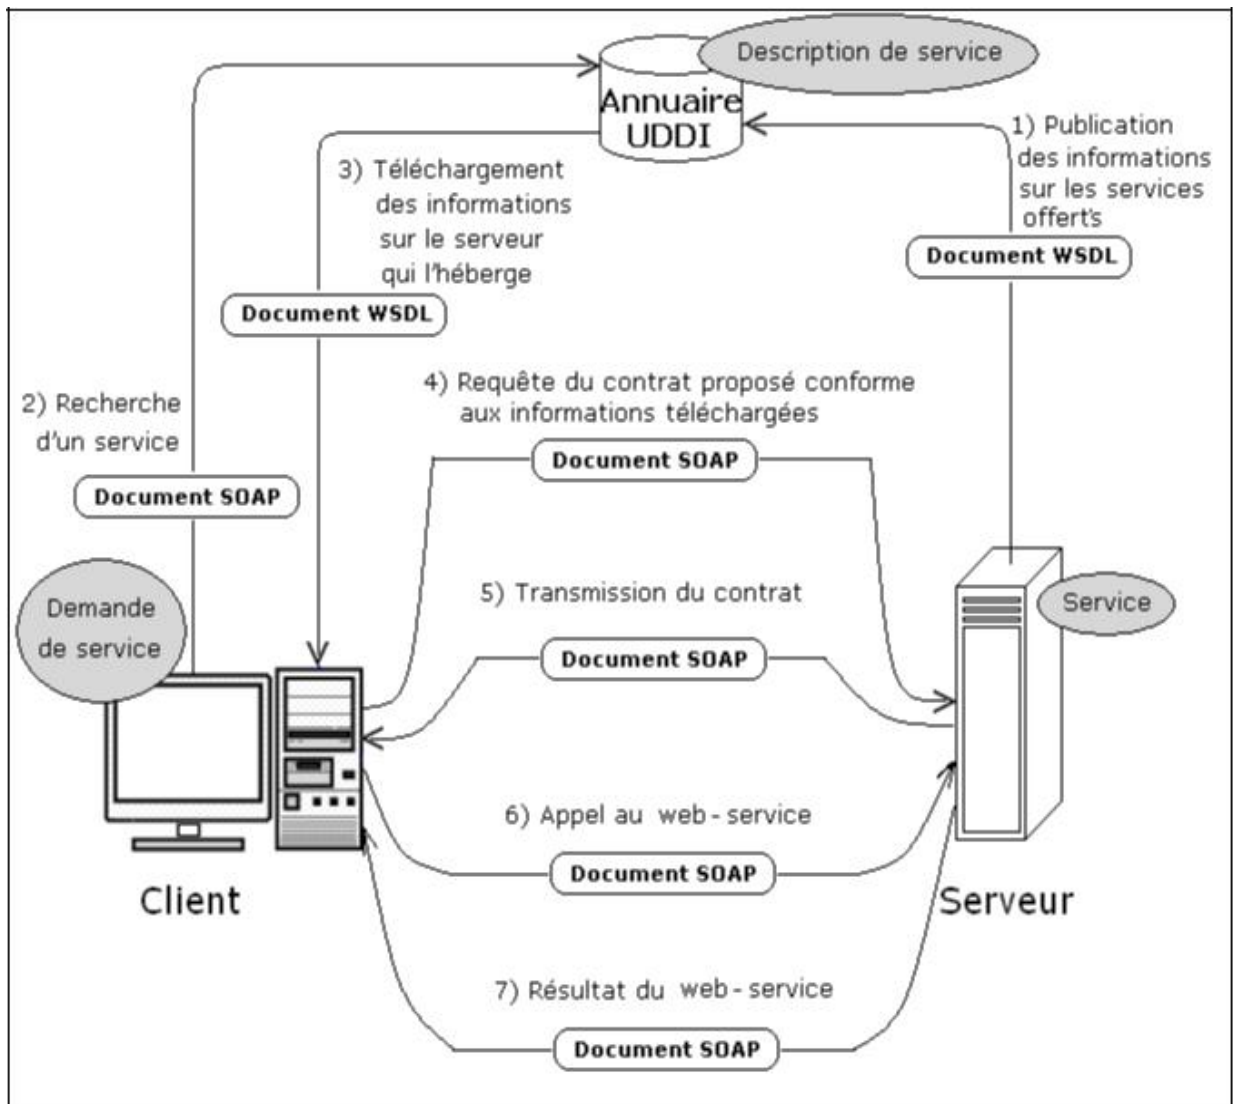 Description de service
Annuaire
UDDI
1) Publication
des informations
sur les services
offert's
Document WSDL
3) Téléchargement
des informations
sur le serveur
qui l'héberge
Document WSDL
2) Recherche
d'un service
Document SOAP
4) Requête du contrat proposé conforme
aux informations téléchargées
Document SOAP
Demande
de service
5) Transmission du contrat
Document SOAP
Service
6) Appel au web-service
Document SOAP
Client
Serveur
7) Résultat du web-service
Document SOAP